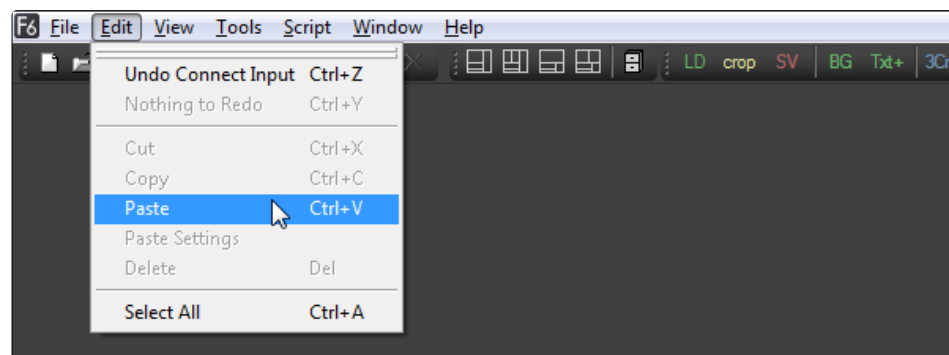 F6 File Edit View Tools Script Window Help
LD crop SV BG Txt+
Undo Connect Input Ctrl+Z
Nothing to Redo Ctrl+Y
Cut Ctrl+X
Copy Ctrl+C
Paste Ctrl+V
Paste Settings
Delete Del
Select All Ctrl+A